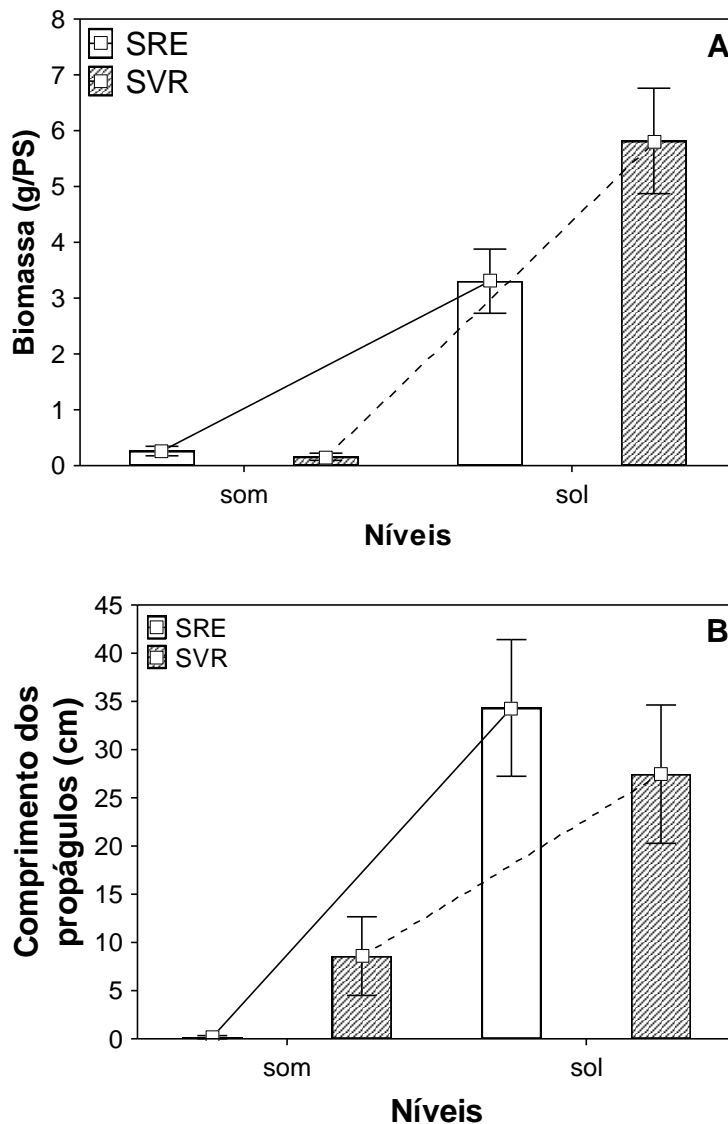 A
SRE
SVR
8
7
6
5
4
3
2
1
0
Biomassa (g/PS)
som sol
Níveis
B
SRE
SVR
45
40
35
30
25
20
15
10
5
0
Comprimento dos
propágulos (cm)
som sol
Níveis